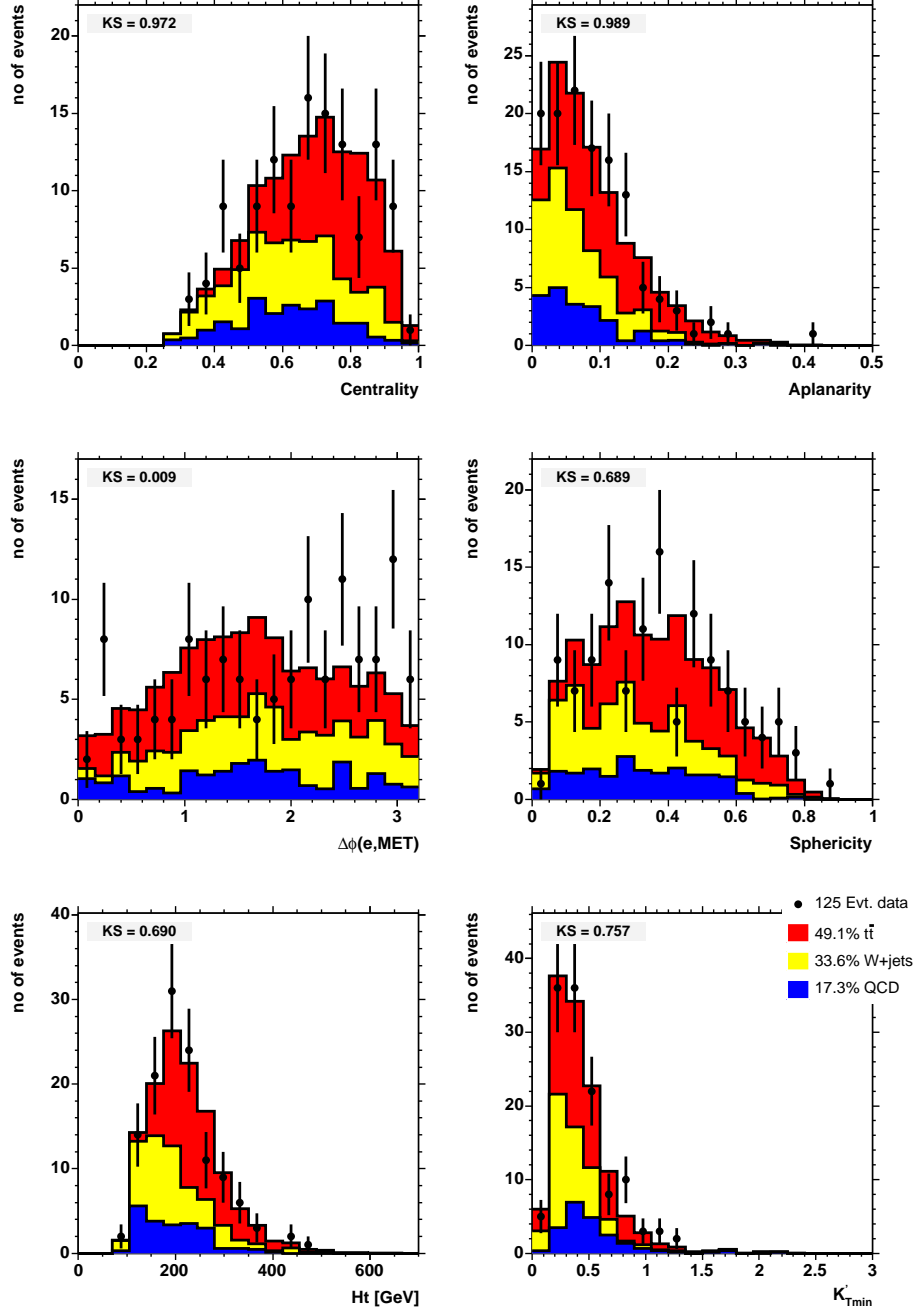 no of events
KS = 0.972
20
15
10
5
0
0 0.2 0.4 0.6 0.8 1
Centrality
no of events
KS = 0.989
25
20
15
10
5
0
0 0.1 0.2 0.3 0.4 0.5
Aplanarity
no of events
KS = 0.009
15
10
5
0
0 1 2 3
Δϕ(e,MET)
no of events
KS = 0.689
20
15
10
5
0
0 0.2 0.4 0.6 0.8 1
Sphericity
no of events
KS = 0.690
40
30
20
10
0
0 200 400 600
Ht [GeV]
no of events
KS = 0.757
40
30
20
10
0
0 0.5 1 1.5 2 2.5 3
K'Tmin
125 Evt. data
49.1% tt̄
33.6% W+jets
17.3% QCD